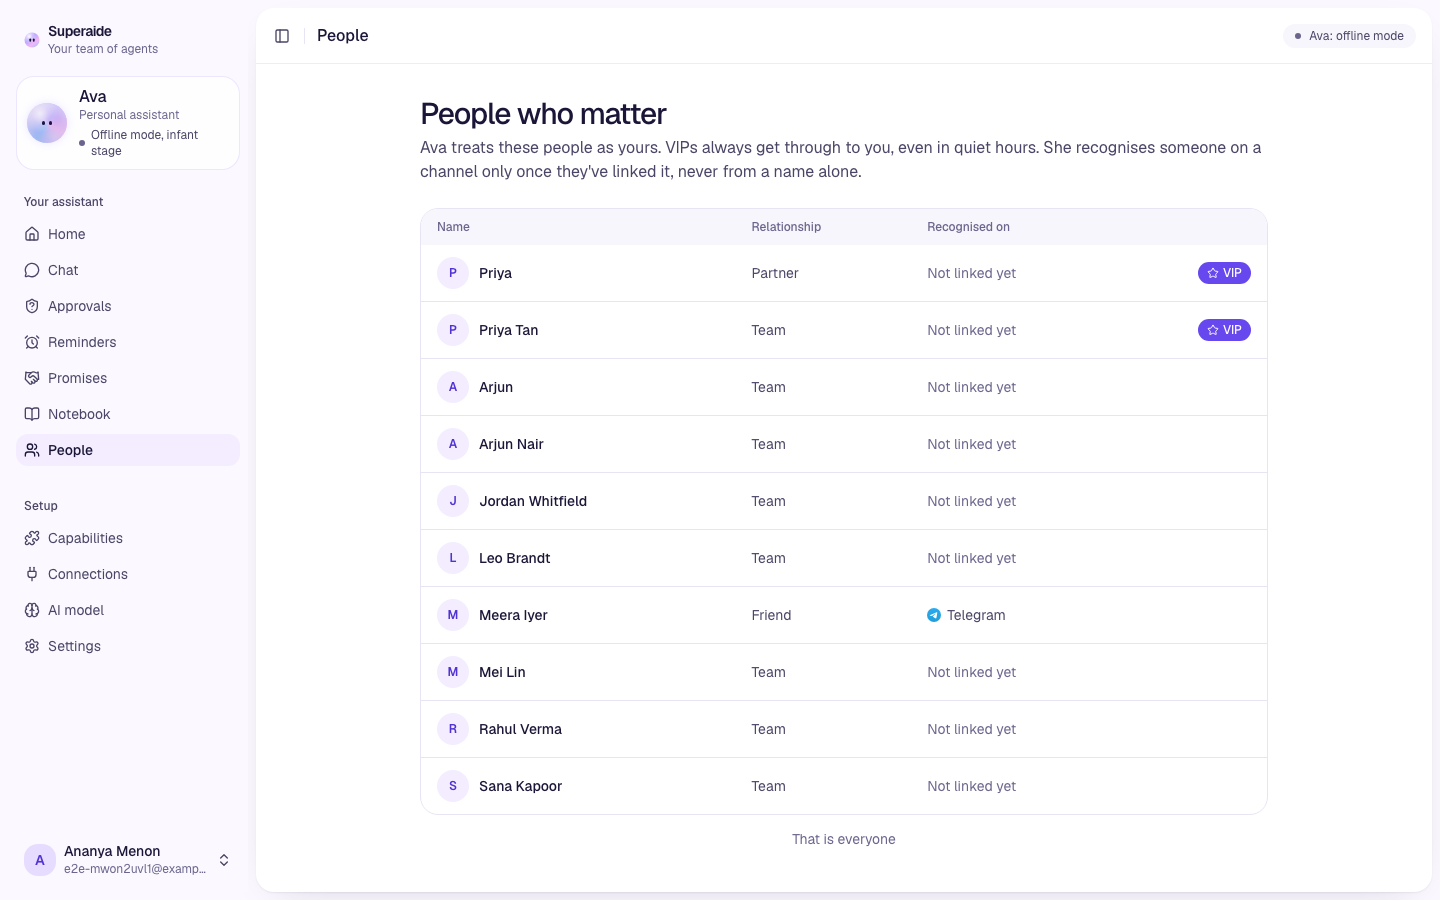 Superaide
Your team of agents
Ava
Personal assistant
Offline mode, infant
stage
Your assistant
Home
Chat
Approvals
Reminders
Promises
Notebook
People
Setup
Capabilities
Connections
AI model
Settings
A
Ananya Menon
e2e-mwon2uvl1@examp...
People
Ava: offline mode
People who matter
Ava treats these people as yours. VIPs always get through to you, even in quiet hours. She recognises someone on a
channel only once they've linked it, never from a name alone.
Name Relationship Recognised on
P Priya Partner Not linked yet VIP
P Priya Tan Team Not linked yet VIP
A Arjun Team Not linked yet
A Arjun Nair Team Not linked yet
J Jordan Whitfield Team Not linked yet
L Leo Brandt Team Not linked yet
M Meera Iyer Friend Telegram
M Mei Lin Team Not linked yet
R Rahul Verma Team Not linked yet
S Sana Kapoor Team Not linked yet
That is everyone